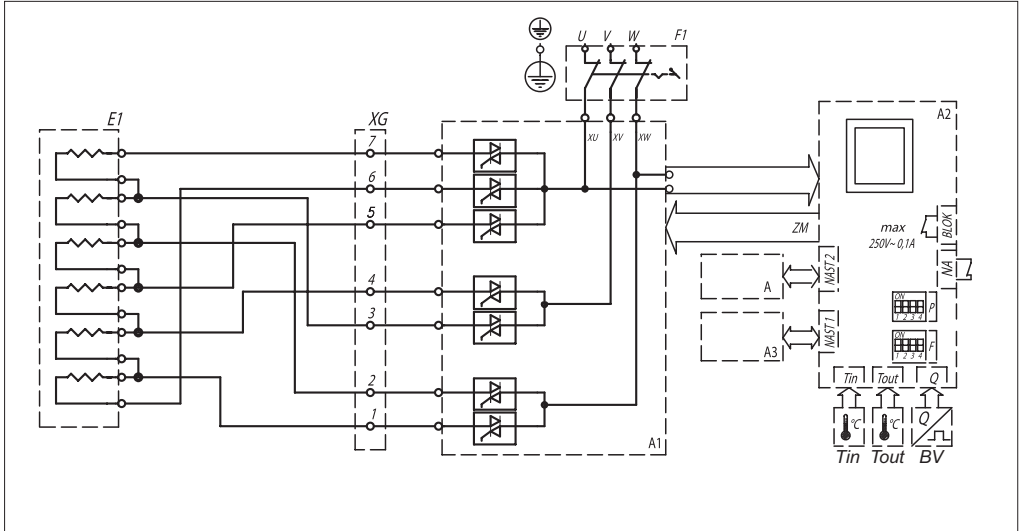 U V W F1
E1
XG
7
6
5
4
3
2
1
XU XV XW
A1
A2
ZM
max
250V~ 0,1A
BLOK
NA
NAST 2
NAST 1
A
A3
ON
1 2 3 4
P
ON
1 2 3 4
F
Tin Tout Q
°C °C Q
Tin Tout BV